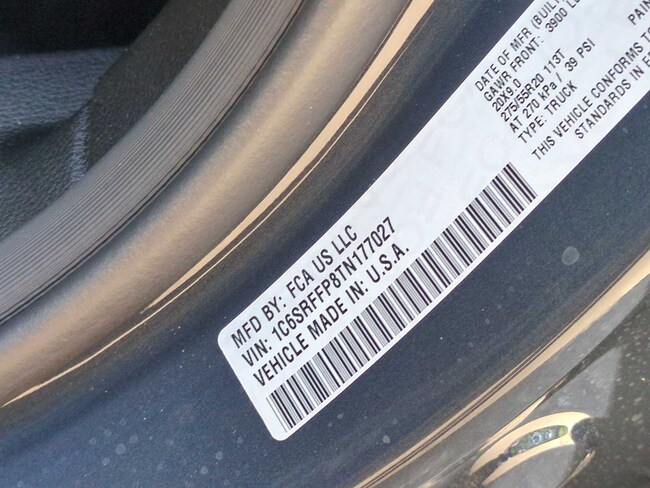 MFD BY: FCA US LLC
VIN: 1C6SRFFP8TN177027
VEHICLE MADE IN: U.S.A.
DATE OF MFR (BUIL
GAWR FRONT: 3900 L
20X9.0
275/55R20 113T
AT 270 kPa / 39 PSI
TYPE: TRUCK
THIS VEHICLE CONFORMS TO
STANDARDS IN
PAIN